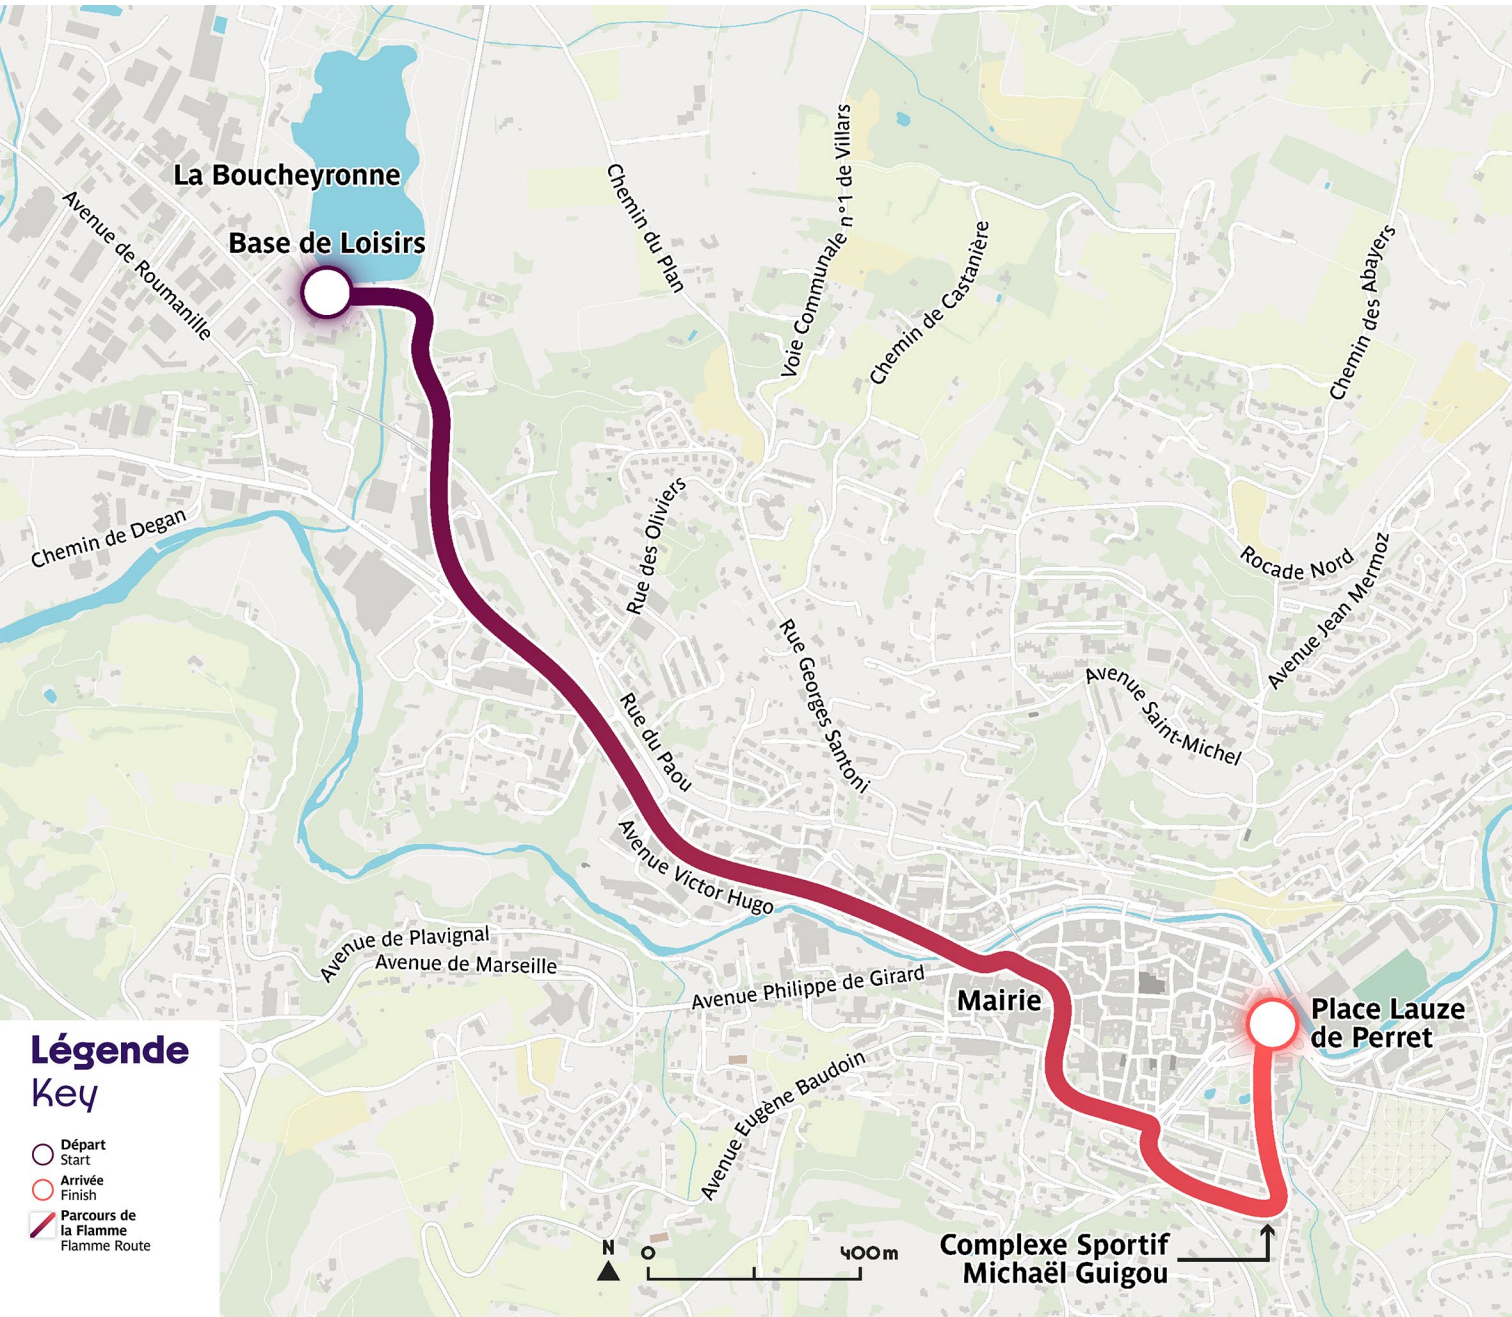 La Boucheyronne
Base de Loisirs
Avenue de Roumanille
Chemin du Plan
Voie Communale n°1 de Villars
Chemin de Castanière
Chemin des Abayers
Chemin de Degan
Rue des Oliviers
Rocade Nord
Avenue Jean Mermoz
Rue Georges Santoni
Avenue Saint-Michel
Rue du Paou
Avenue Victor Hugo
Avenue de Plavignal
Avenue de Marseille
Avenue Philippe de Girard
Mairie
Place Lauze
de Perret
Avenue Eugène Baudoin
Complexe Sportif
Michaël Guigou
Légende
Key
Départ
Start
Arrivée
Finish
Parcours de
la Flamme
Flamme Route
N
0
400m